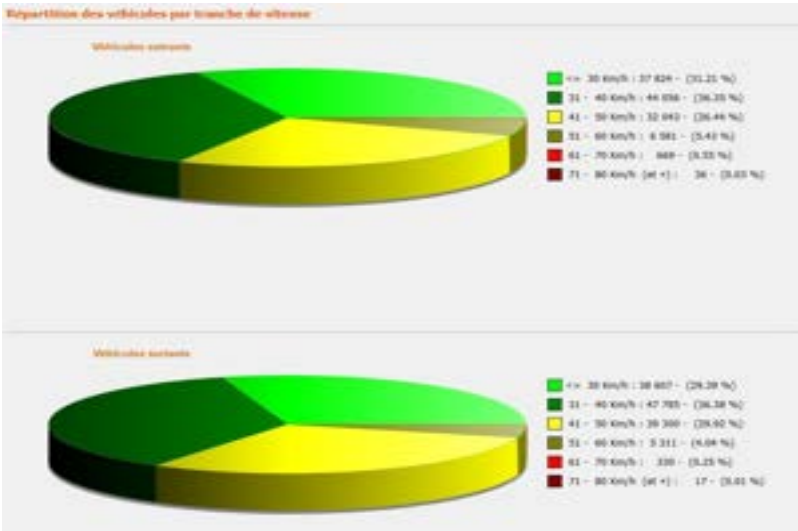 Répartition des véhicules par tranche de vitesse
Véhicules entrants
<= 30 Km/h : 37 824 - (31.21 %)
31 - 40 Km/h : 44 056 - (36.35 %)
41 - 50 Km/h : 32 043 - (26.44 %)
51 - 60 Km/h : 6 581 - (5.43 %)
61 - 70 Km/h : 669 - (0.55 %)
71 - 80 Km/h (et +) : 36 - (0.03 %)
Véhicules sortants
<= 30 Km/h : 38 607 - (29.39 %)
31 - 40 Km/h : 47 785 - (36.38 %)
41 - 50 Km/h : 39 300 - (29.92 %)
51 - 60 Km/h : 5 311 - (4.04 %)
61 - 70 Km/h : 330 - (0.25 %)
71 - 80 Km/h (et +) : 17 - (0.01 %)